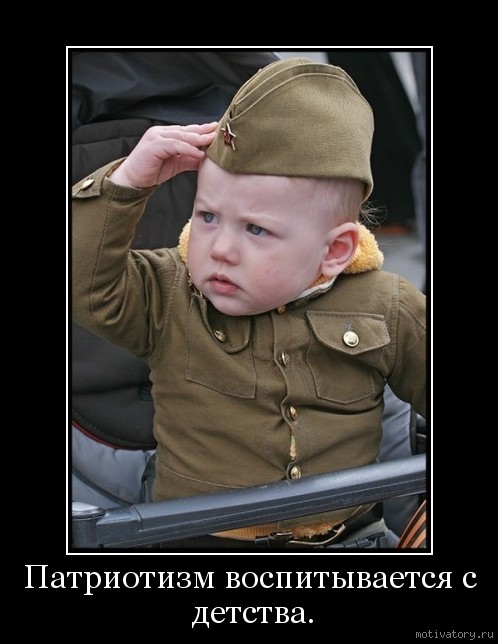 Патриотизм воспитывается с
детства.
motivatory.ru